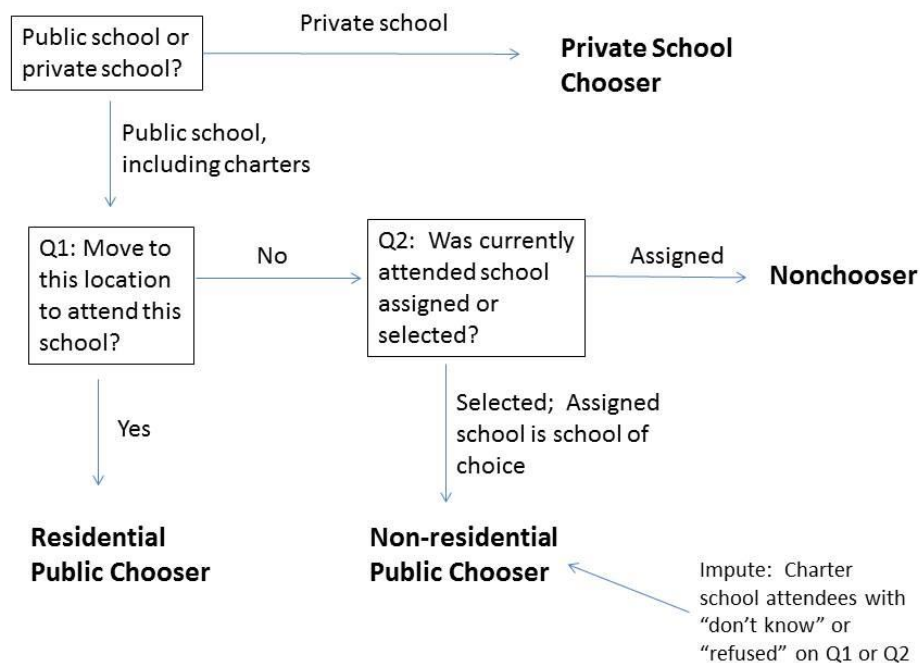 Public school or
private school?
Private school
Private School
Chooser
Public school,
including charters
Q1: Move to
this location
to attend this
school?
No
Q2:  Was currently
attended school
assigned or
selected?
Assigned
Nonchooser
Yes
Selected;  Assigned
school is school of
choice
Residential
Public Chooser
Non-residential
Public Chooser
Impute:  Charter
school attendees with
“don’t know” or
“refused” on Q1 or Q2